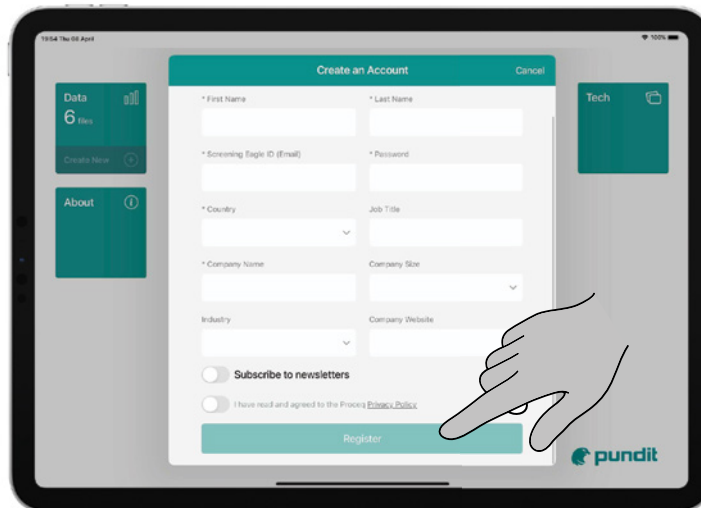 19:54 Thu 08 April
100%
Create an Account
Cancel
Data
6 files
Create New
About
Tech
* First Name
* Last Name
* Screening Eagle ID (Email)
* Password
* Country
Job Title
* Company Name
Company Size
Industry
Company Website
Subscribe to newsletters
I have read and agreed to the Proceq Privacy Policy
Register
pundit